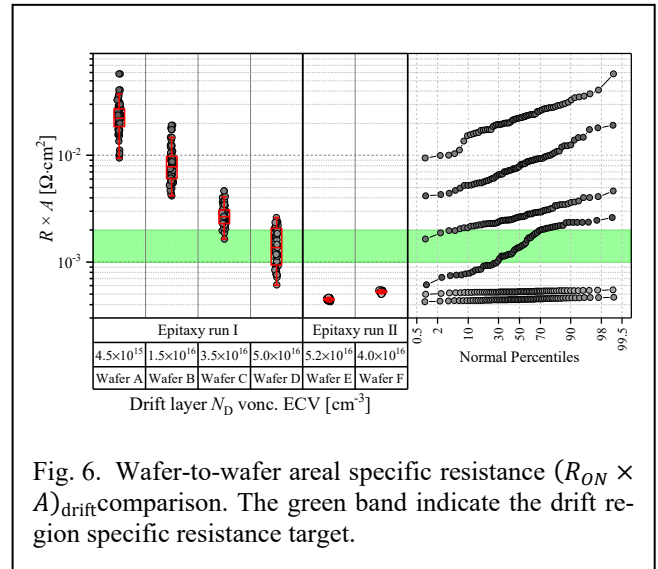 R × A [Ω·cm²]
10⁻²
10⁻³
Epitaxy run I Epitaxy run II
4.5×10¹⁵ 1.5×10¹⁶ 3.5×10¹⁶ 5.0×10¹⁶ 5.2×10¹⁶ 4.0×10¹⁶
Wafer A Wafer B Wafer C Wafer D Wafer E Wafer F
Drift layer N_D vonc. ECV [cm⁻³]
0.5 2 10 30 50 70 90 98 99.5
Normal Percentiles
Fig. 6. Wafer-to-wafer areal specific resistance (R_ON ×
A)_drift comparison. The green band indicate the drift re-
gion specific resistance target.